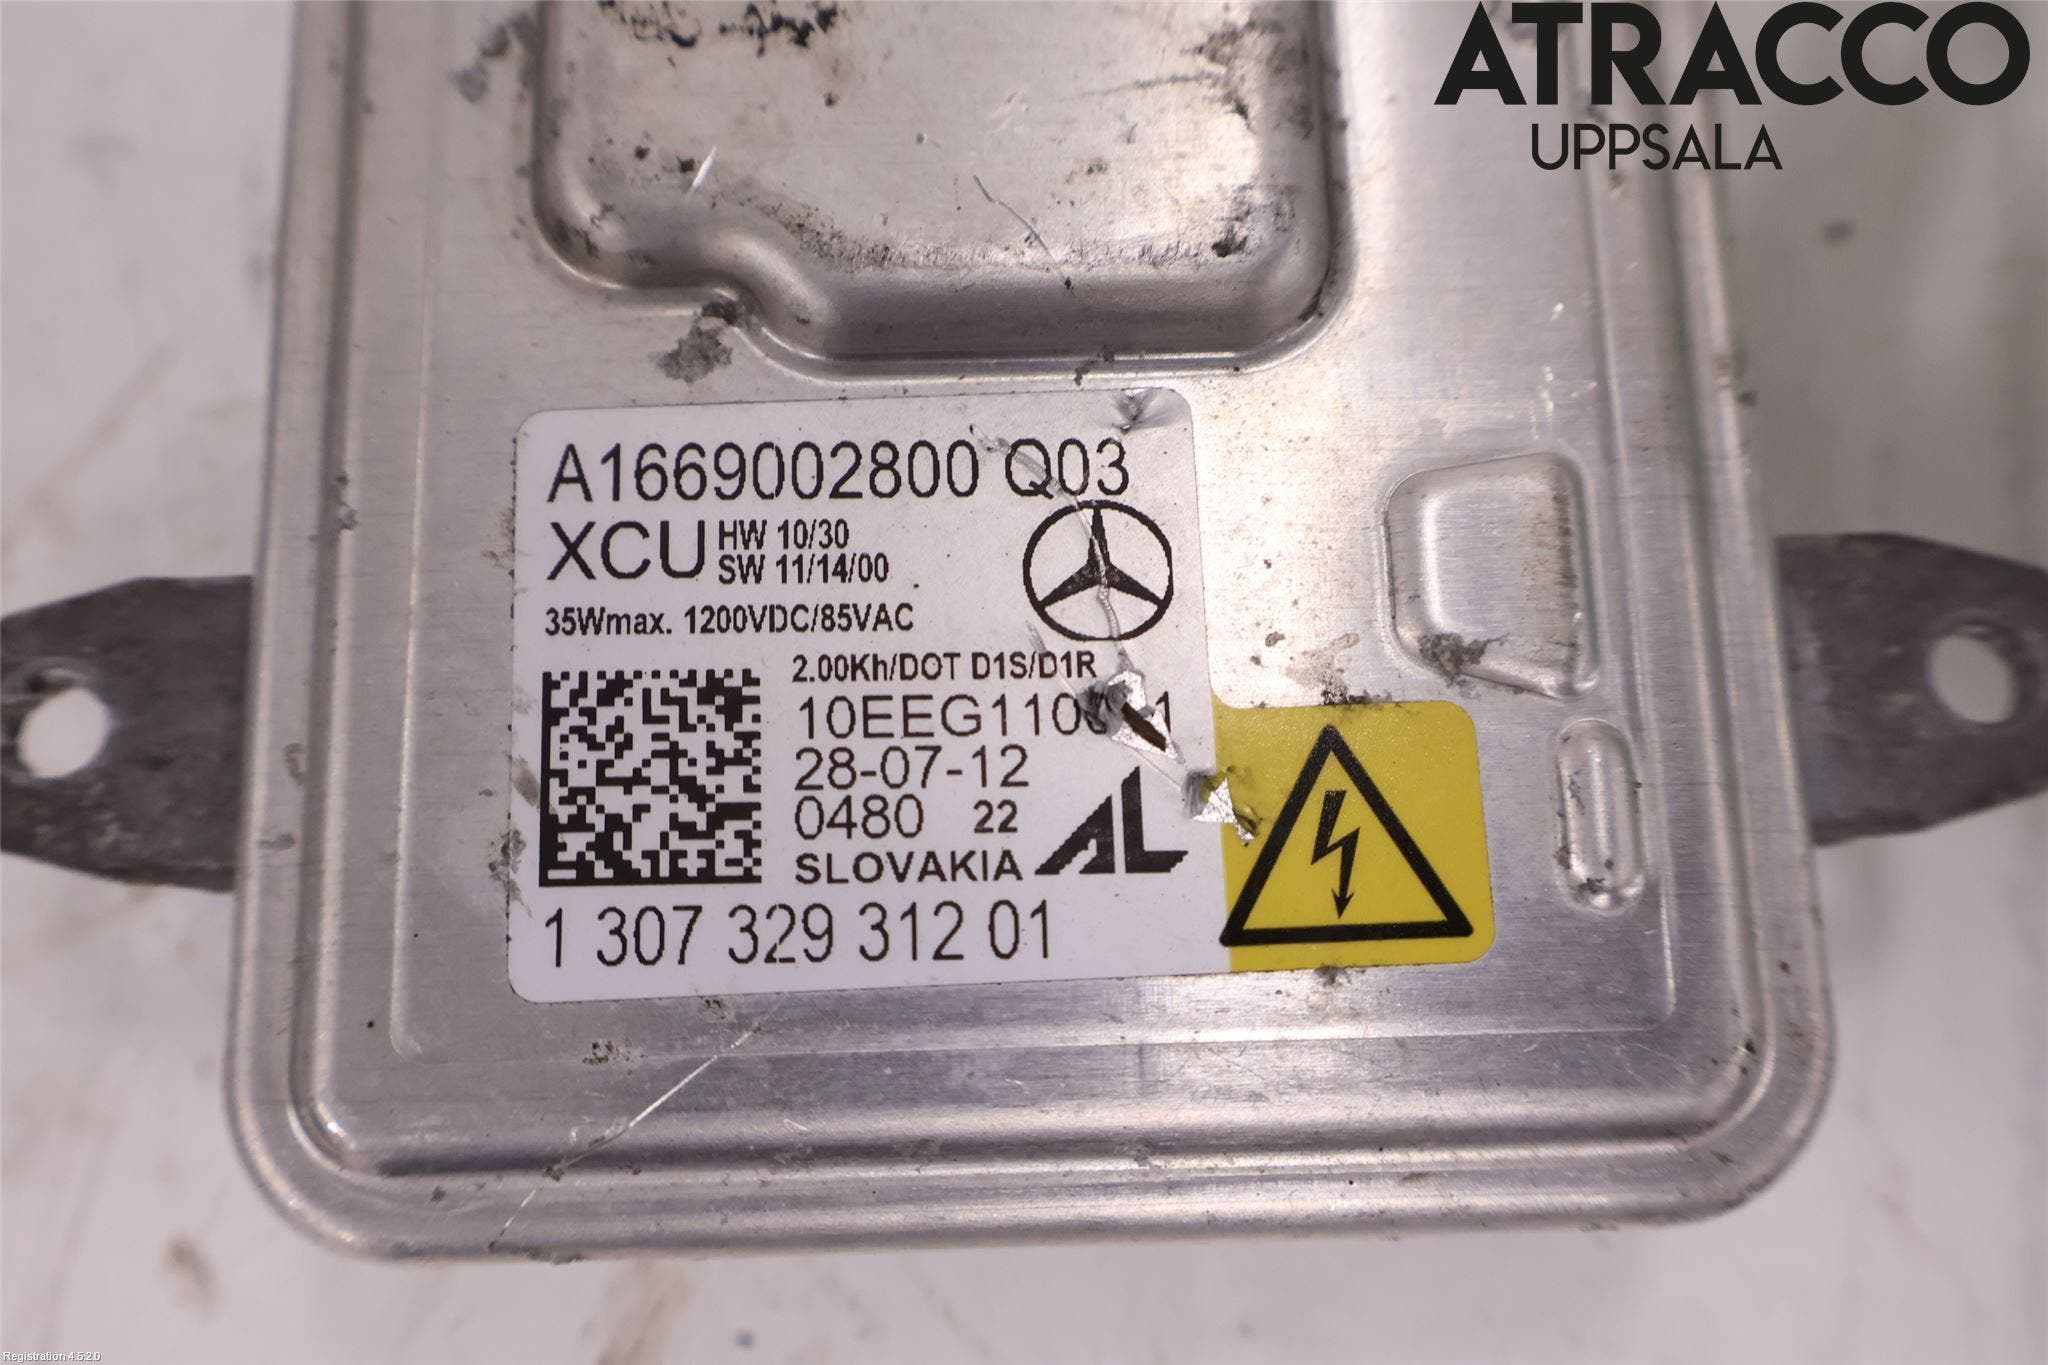 ATRACCO
UPPSALA
A1669002800 Q03
XCU HW 10/30
SW 11/14/00
35Wmax. 1200VDC/85VAC
2.00Kh/DOT D1S/D1R
28-07-12
0480 22
SLOVAKIA AL
1 307 329 312 01
Registration 4.5.2.0